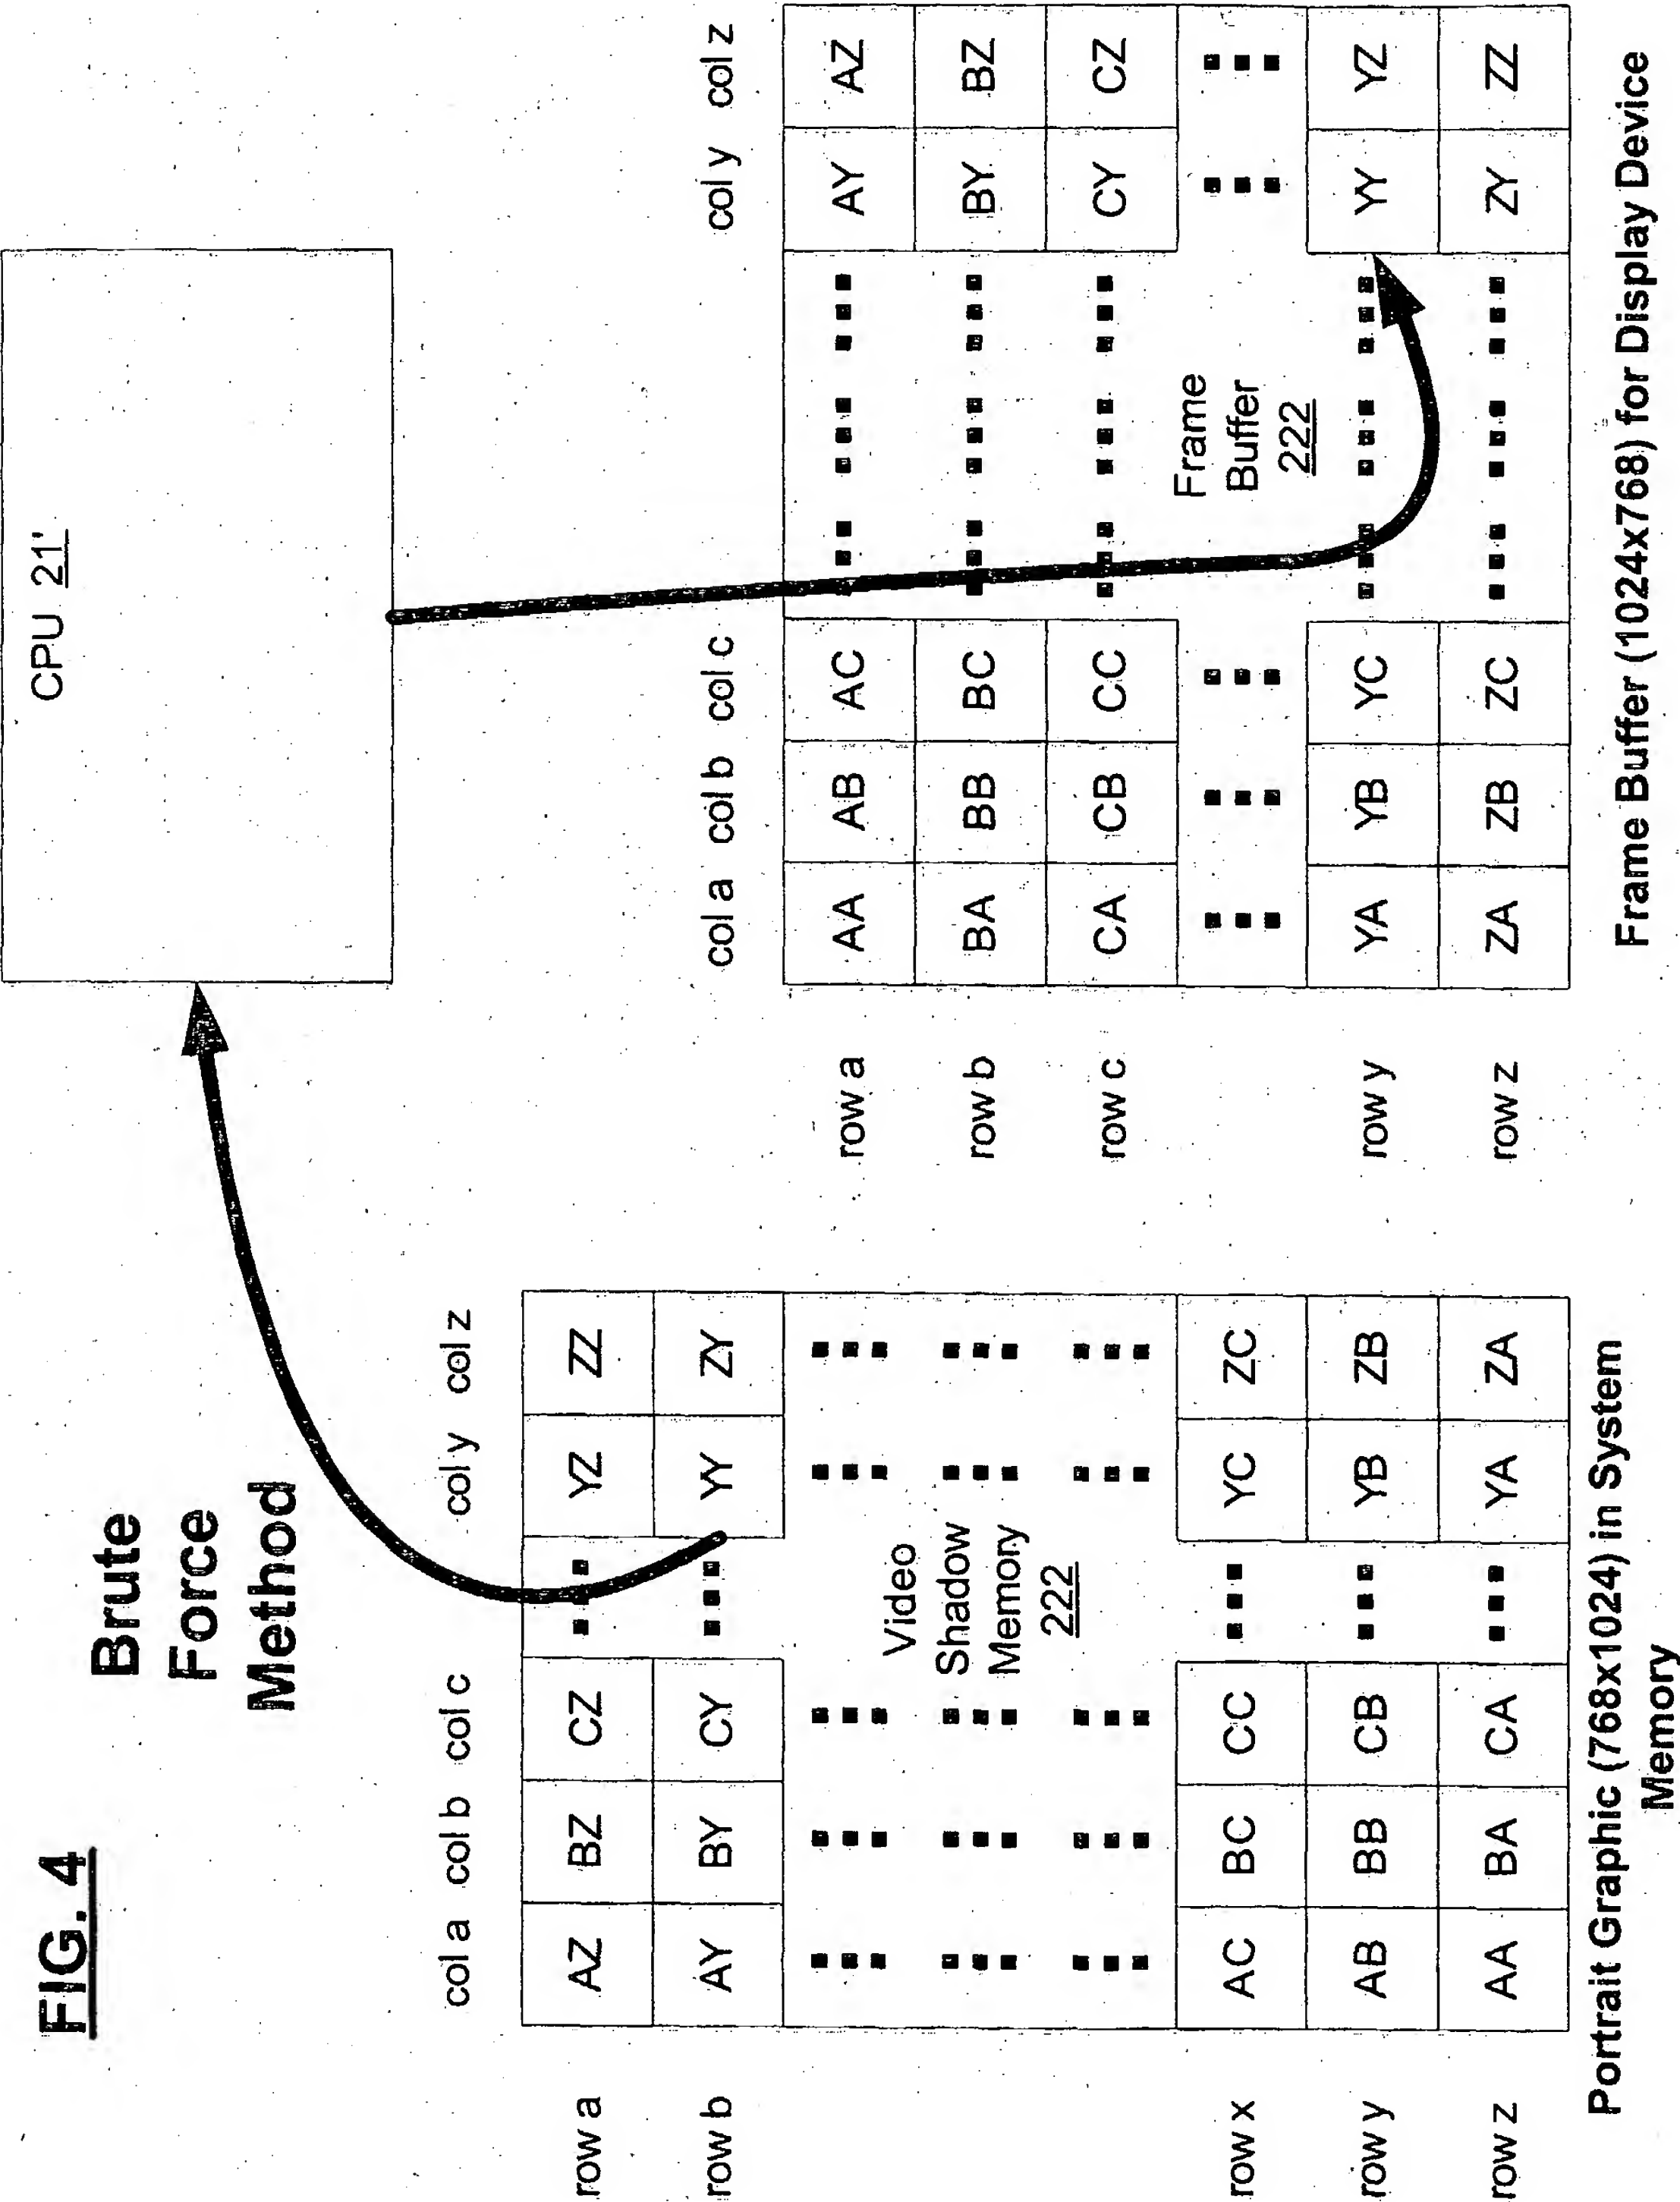 FIG. 4
Brute
Force
Method
CPU 21'
col a col b col c col y col z
row a AZ BZ CZ YZ ZZ
row b AY BY CY YY ZY
Video
Shadow
Memory
222
row x AC BC CC YC ZC
row y AB BB CB YB ZB
row z AA BA CA YA ZA
Portrait Graphic (768x1024) in System
Memory
col a col b col c col y col z
row a AA AB AC AY AZ
row b BA BB BC BY BZ
row c CA CB CC CY CZ
Frame
Buffer
222
row y YA YB YC YY YZ
row z ZA ZB ZC ZY ZZ
Frame Buffer (1024x768) for Display Device